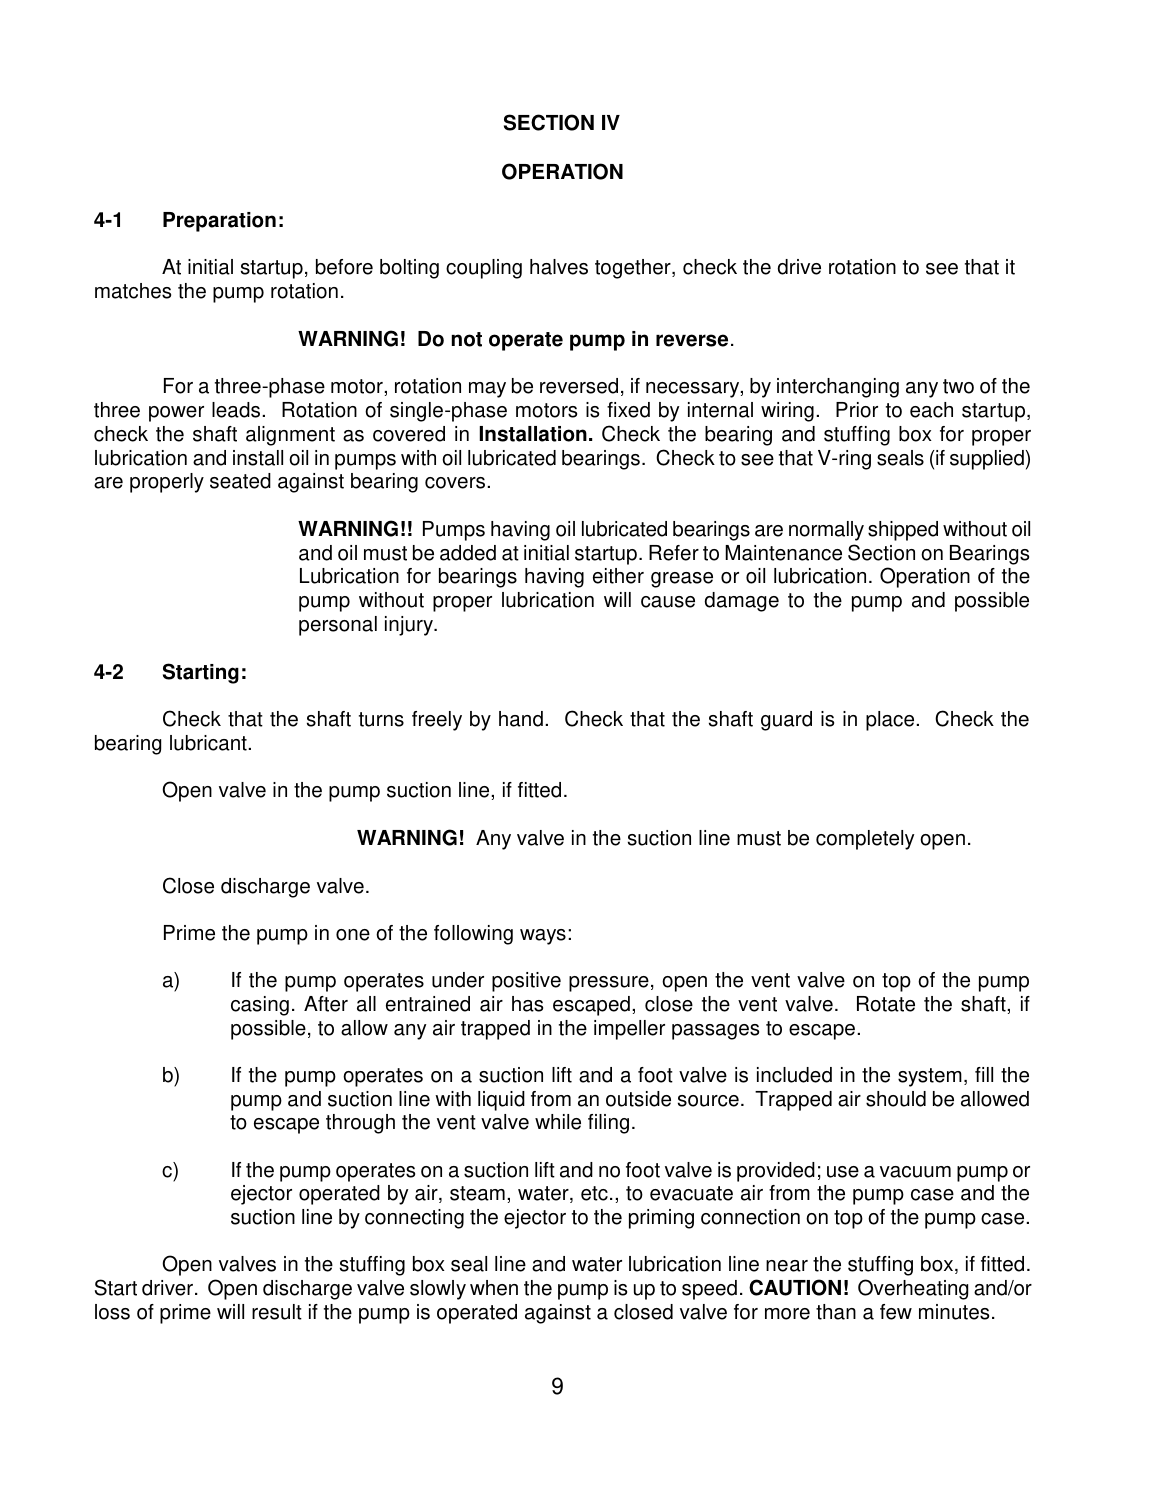 SECTION IV
OPERATION
4-1 Preparation:
At initial startup, before bolting coupling halves together, check the drive rotation to see that it
matches the pump rotation.
WARNING! Do not operate pump in reverse.
For a three-phase motor, rotation may be reversed, if necessary, by interchanging any two of the
three power leads. Rotation of single-phase motors is fixed by internal wiring. Prior to each startup,
check the shaft alignment as covered in Installation. Check the bearing and stuffing box for proper
lubrication and install oil in pumps with oil lubricated bearings. Check to see that V-ring seals (if supplied)
are properly seated against bearing covers.
WARNING!! Pumps having oil lubricated bearings are normally shipped without oil
and oil must be added at initial startup. Refer to Maintenance Section on Bearings
Lubrication for bearings having either grease or oil lubrication. Operation of the
pump without proper lubrication will cause damage to the pump and possible
personal injury.
4-2 Starting:
Check that the shaft turns freely by hand. Check that the shaft guard is in place. Check the
bearing lubricant.
Open valve in the pump suction line, if fitted.
WARNING! Any valve in the suction line must be completely open.
Close discharge valve.
Prime the pump in one of the following ways:
a) If the pump operates under positive pressure, open the vent valve on top of the pump
casing. After all entrained air has escaped, close the vent valve. Rotate the shaft, if
possible, to allow any air trapped in the impeller passages to escape.
b) If the pump operates on a suction lift and a foot valve is included in the system, fill the
pump and suction line with liquid from an outside source. Trapped air should be allowed
to escape through the vent valve while filing.
c) If the pump operates on a suction lift and no foot valve is provided; use a vacuum pump or
ejector operated by air, steam, water, etc., to evacuate air from the pump case and the
suction line by connecting the ejector to the priming connection on top of the pump case.
Open valves in the stuffing box seal line and water lubrication line near the stuffing box, if fitted.
Start driver. Open discharge valve slowly when the pump is up to speed. CAUTION! Overheating and/or
loss of prime will result if the pump is operated against a closed valve for more than a few minutes.
9